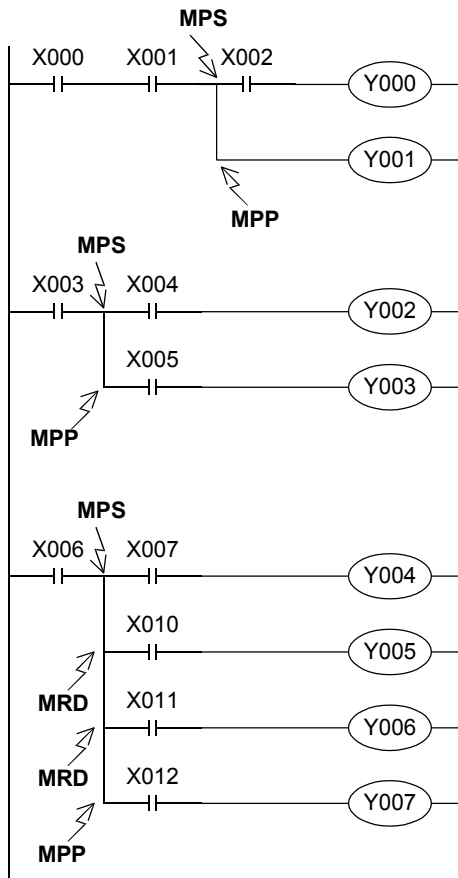 MPS
X000 X001 X002
Y000
Y001
MPP
MPS
X003 X004
Y002
X005
Y003
MPP
MPS
X006 X007
Y004
X010
Y005
MRD
X011
Y006
MRD
X012
Y007
MPP